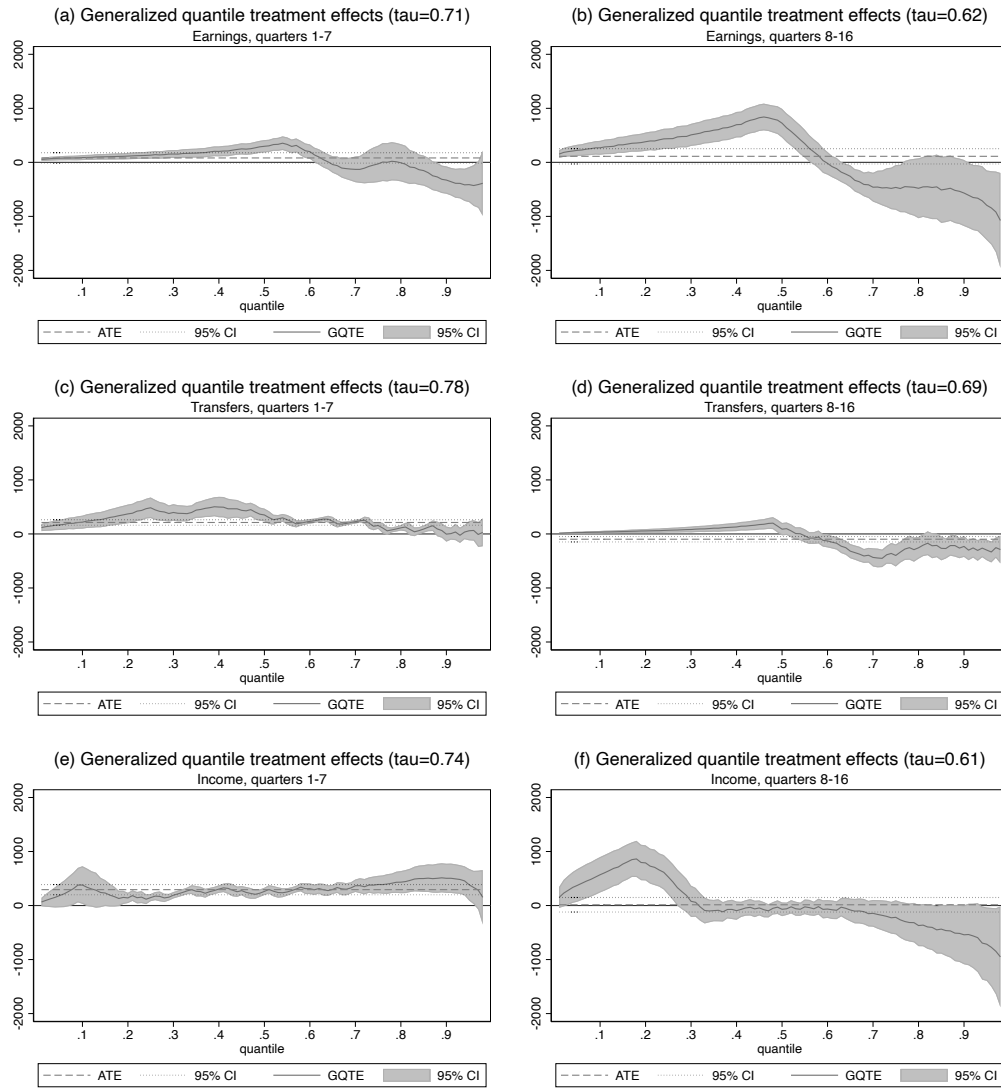 (a) Generalized quantile treatment effects (tau=0.71)
Earnings, quarters 1-7
2000
1000
0
-1000
-2000
.1 .2 .3 .4 .5 .6 .7 .8 .9
quantile
ATE 95% CI GQTE 95% CI
(b) Generalized quantile treatment effects (tau=0.62)
Earnings, quarters 8-16
2000
1000
0
-1000
-2000
.1 .2 .3 .4 .5 .6 .7 .8 .9
quantile
ATE 95% CI GQTE 95% CI
(c) Generalized quantile treatment effects (tau=0.78)
Transfers, quarters 1-7
2000
1000
0
-1000
-2000
.1 .2 .3 .4 .5 .6 .7 .8 .9
quantile
ATE 95% CI GQTE 95% CI
(d) Generalized quantile treatment effects (tau=0.69)
Transfers, quarters 8-16
2000
1000
0
-1000
-2000
.1 .2 .3 .4 .5 .6 .7 .8 .9
quantile
ATE 95% CI GQTE 95% CI
(e) Generalized quantile treatment effects (tau=0.74)
Income, quarters 1-7
2000
1000
0
-1000
-2000
.1 .2 .3 .4 .5 .6 .7 .8 .9
quantile
ATE 95% CI GQTE 95% CI
(f) Generalized quantile treatment effects (tau=0.61)
Income, quarters 8-16
2000
1000
0
-1000
-2000
.1 .2 .3 .4 .5 .6 .7 .8 .9
quantile
ATE 95% CI GQTE 95% CI